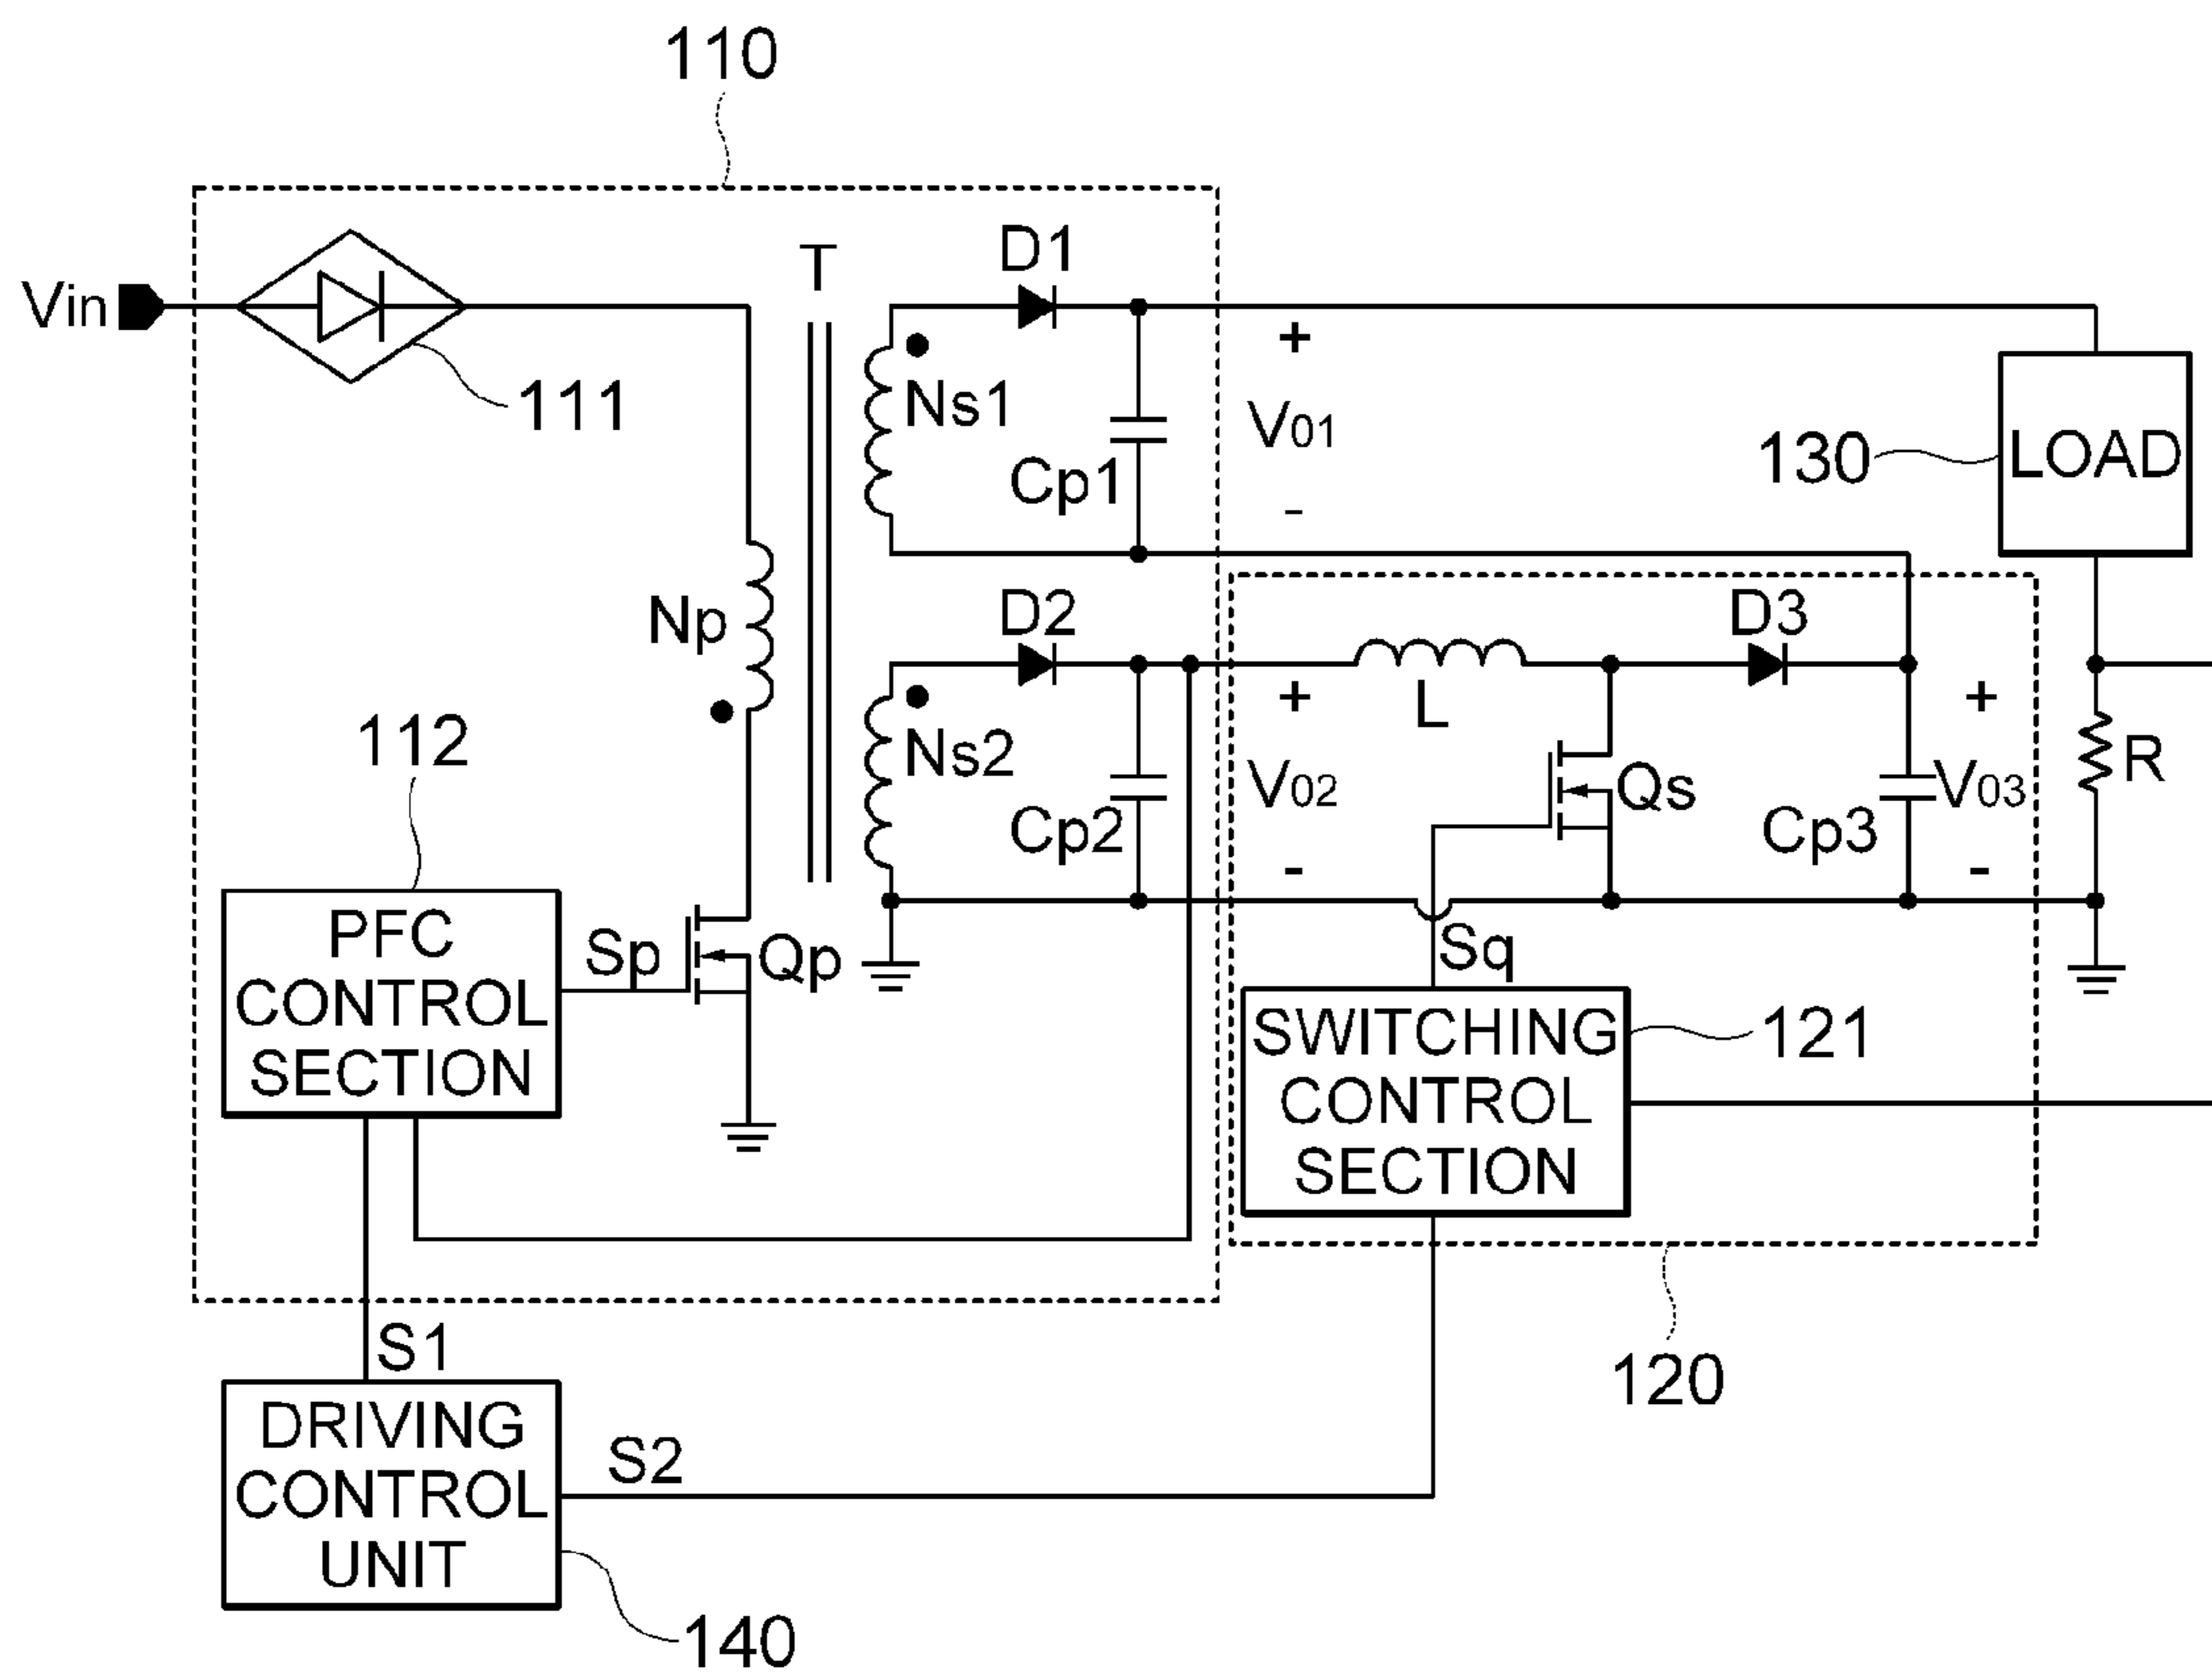 110
Vin
111
T
D1
Ns1
Cp1
+
V01
-
130
LOAD
Np
D2
Ns2
Cp2
+
V02
-
L
D3
Qs
Cp3
+
V03
-
R
112
PFC
CONTROL
SECTION
Sp
Qp
Sq
SWITCHING
CONTROL
SECTION
121
120
S1
DRIVING
CONTROL
UNIT
S2
140